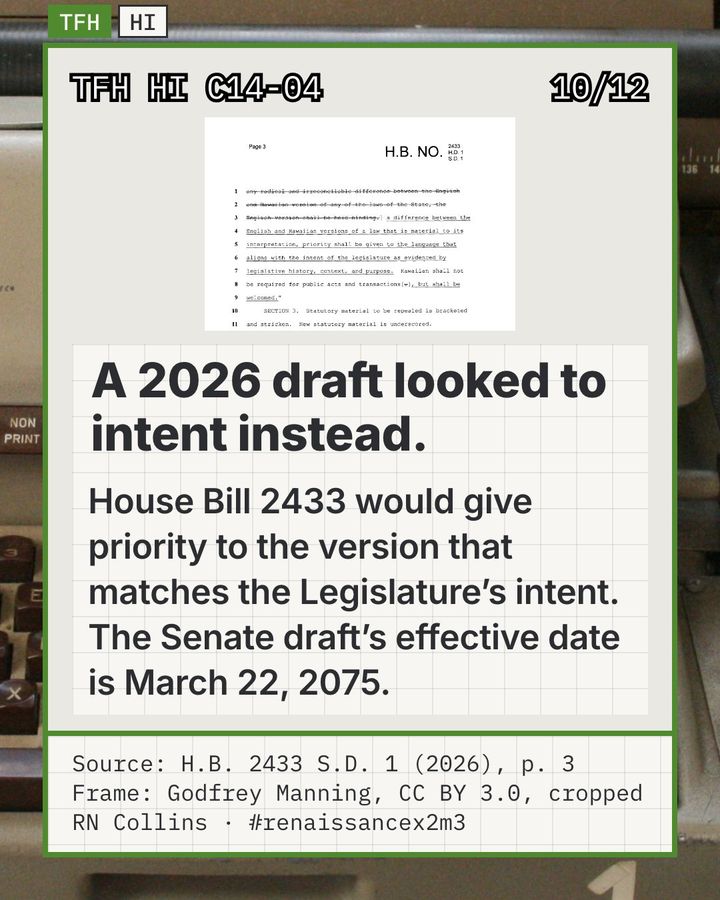 TFH HI
TFH HI C14-04 10/12
Page 3
H.B. NO. 2433
H.D. 1
S.D. 1
1 any radical and irreconcilable difference between the English
2 and Hawaiian version of any of the laws of the State, the
3 English version shall be held binding.] a difference between the
4 English and Hawaiian versions of a law that is material to its
5 interpretation, priority shall be given to the language that
6 aligns with the intent of the legislature as evidenced by
7 legislative history, context, and purpose. Hawaiian shall not
8 be required for public acts and transactions[.], but shall be
9 welcomed."
10 SECTION 3. Statutory material to be repealed is bracketed
11 and stricken. New statutory material is underscored.
A 2026 draft looked to
intent instead.
House Bill 2433 would give
priority to the version that
matches the Legislature’s intent.
The Senate draft’s effective date
is March 22, 2075.
Source: H.B. 2433 S.D. 1 (2026), p. 3
Frame: Godfrey Manning, CC BY 3.0, cropped
RN Collins · #renaissancex2m3
NON
PRINT
136 14
3
E
X
1